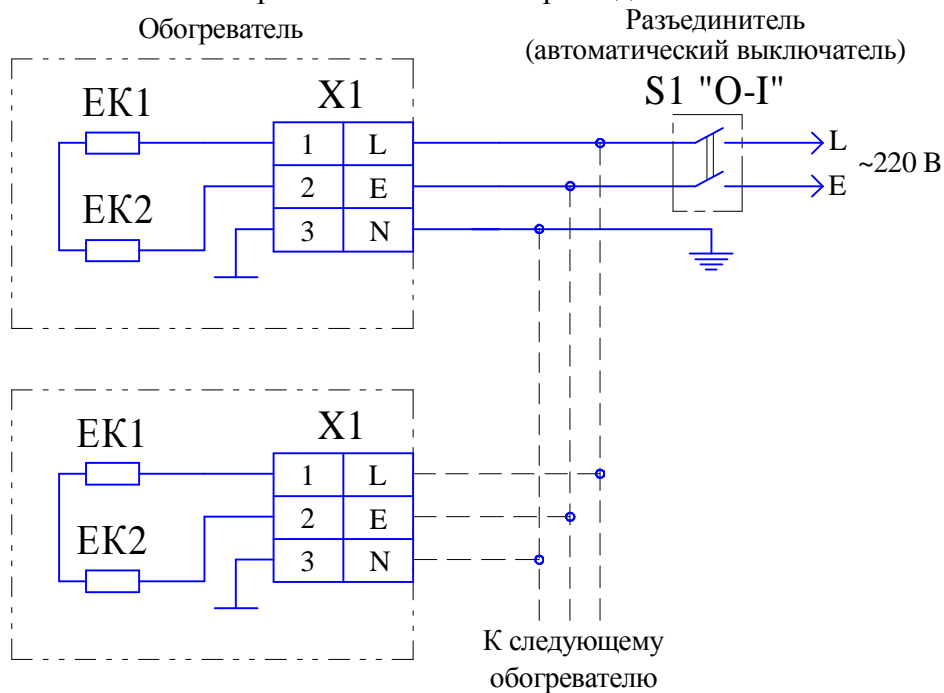 Обогреватель
Разъединитель
(автоматический выключатель)
S1 "O-I"
EK1
X1
1 L
2 E
3 N
EK2
L
E
~220 В
EK1
X1
1 L
2 E
3 N
EK2
К следующему
обогревателю